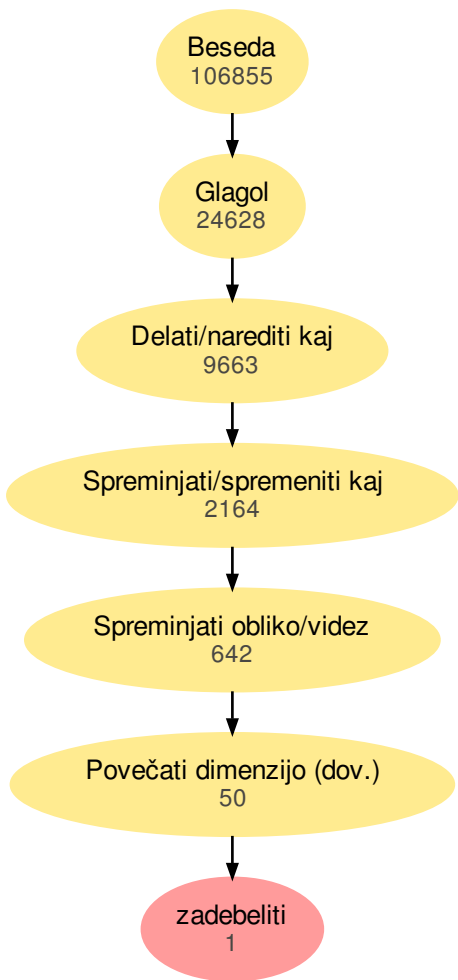 Beseda
106855
Glagol
24628
Delati/narediti kaj
9663
Spreminjati/spremeniti kaj
2164
Spreminjati obliko/videz
642
Povečati dimenzijo (dov.)
50
zadebeliti
1